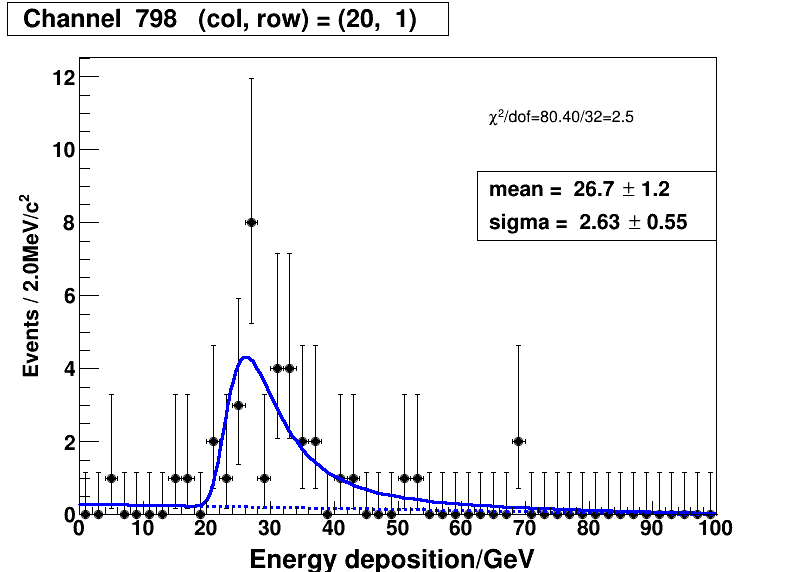 Channel 798 (col, row) = (20, 1)
χ²/dof=80.40/32=2.5
mean = 26.7 ± 1.2
sigma = 2.63 ± 0.55
Events / 2.0MeV/c²
12
10
8
6
4
2
0
0 10 20 30 40 50 60 70 80 90 100
Energy deposition/GeV